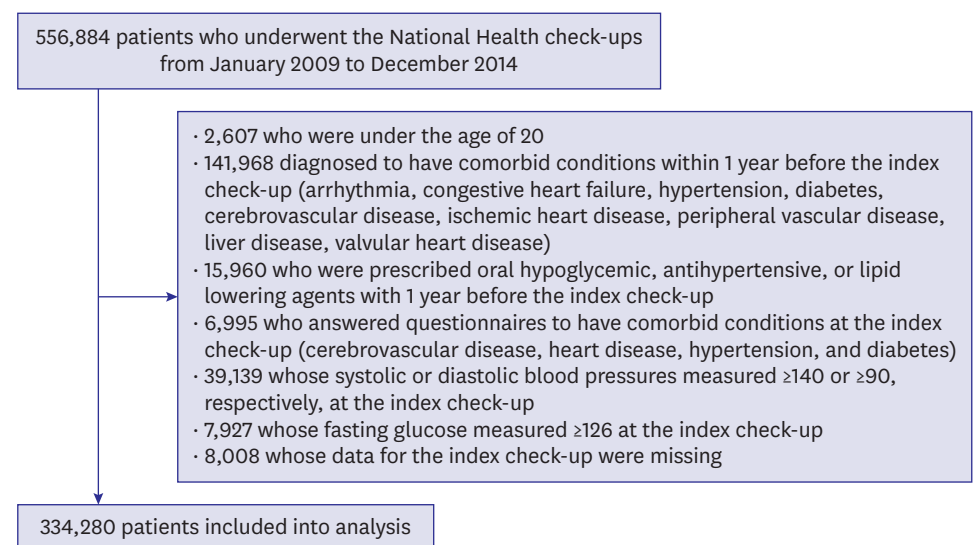 556,884 patients who underwent the National Health check-ups
from January 2009 to December 2014
· 2,607 who were under the age of 20
· 141,968 diagnosed to have comorbid conditions within 1 year before the index
check-up (arrhythmia, congestive heart failure, hypertension, diabetes,
cerebrovascular disease, ischemic heart disease, peripheral vascular disease,
liver disease, valvular heart disease)
· 15,960 who were prescribed oral hypoglycemic, antihypertensive, or lipid
lowering agents with 1 year before the index check-up
· 6,995 who answered questionnaires to have comorbid conditions at the index
check-up (cerebrovascular disease, heart disease, hypertension, and diabetes)
· 39,139 whose systolic or diastolic blood pressures measured ≥140 or ≥90,
respectively, at the index check-up
· 7,927 whose fasting glucose measured ≥126 at the index check-up
· 8,008 whose data for the index check-up were missing
334,280 patients included into analysis